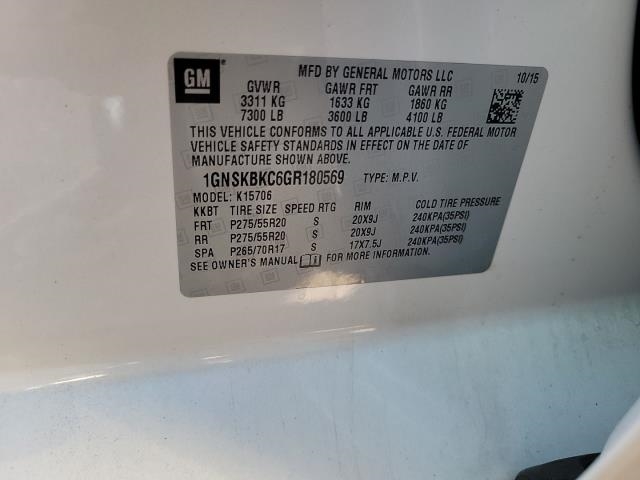 GM
MFD BY GENERAL MOTORS LLC 10/15
GVWR GAWR FRT GAWR RR
3311 KG 1633 KG 1860 KG
7300 LB 3600 LB 4100 LB
THIS VEHICLE CONFORMS TO ALL APPLICABLE U.S. FEDERAL MOTOR
VEHICLE SAFETY STANDARDS IN EFFECT ON THE DATE OF
MANUFACTURE SHOWN ABOVE.
1GNSKBKC6GR180569 TYPE: M.P.V.
MODEL: K15706
KKBT TIRE SIZE SPEED RTG RIM COLD TIRE PRESSURE
FRT P275/55R20 S 20X9J 240KPA(35PSI)
RR P275/55R20 S 20X9J 240KPA(35PSI)
SPA P265/70R17 S 17X7.5J 240KPA(35PSI)
SEE OWNER'S MANUAL FOR MORE INFORMATION.